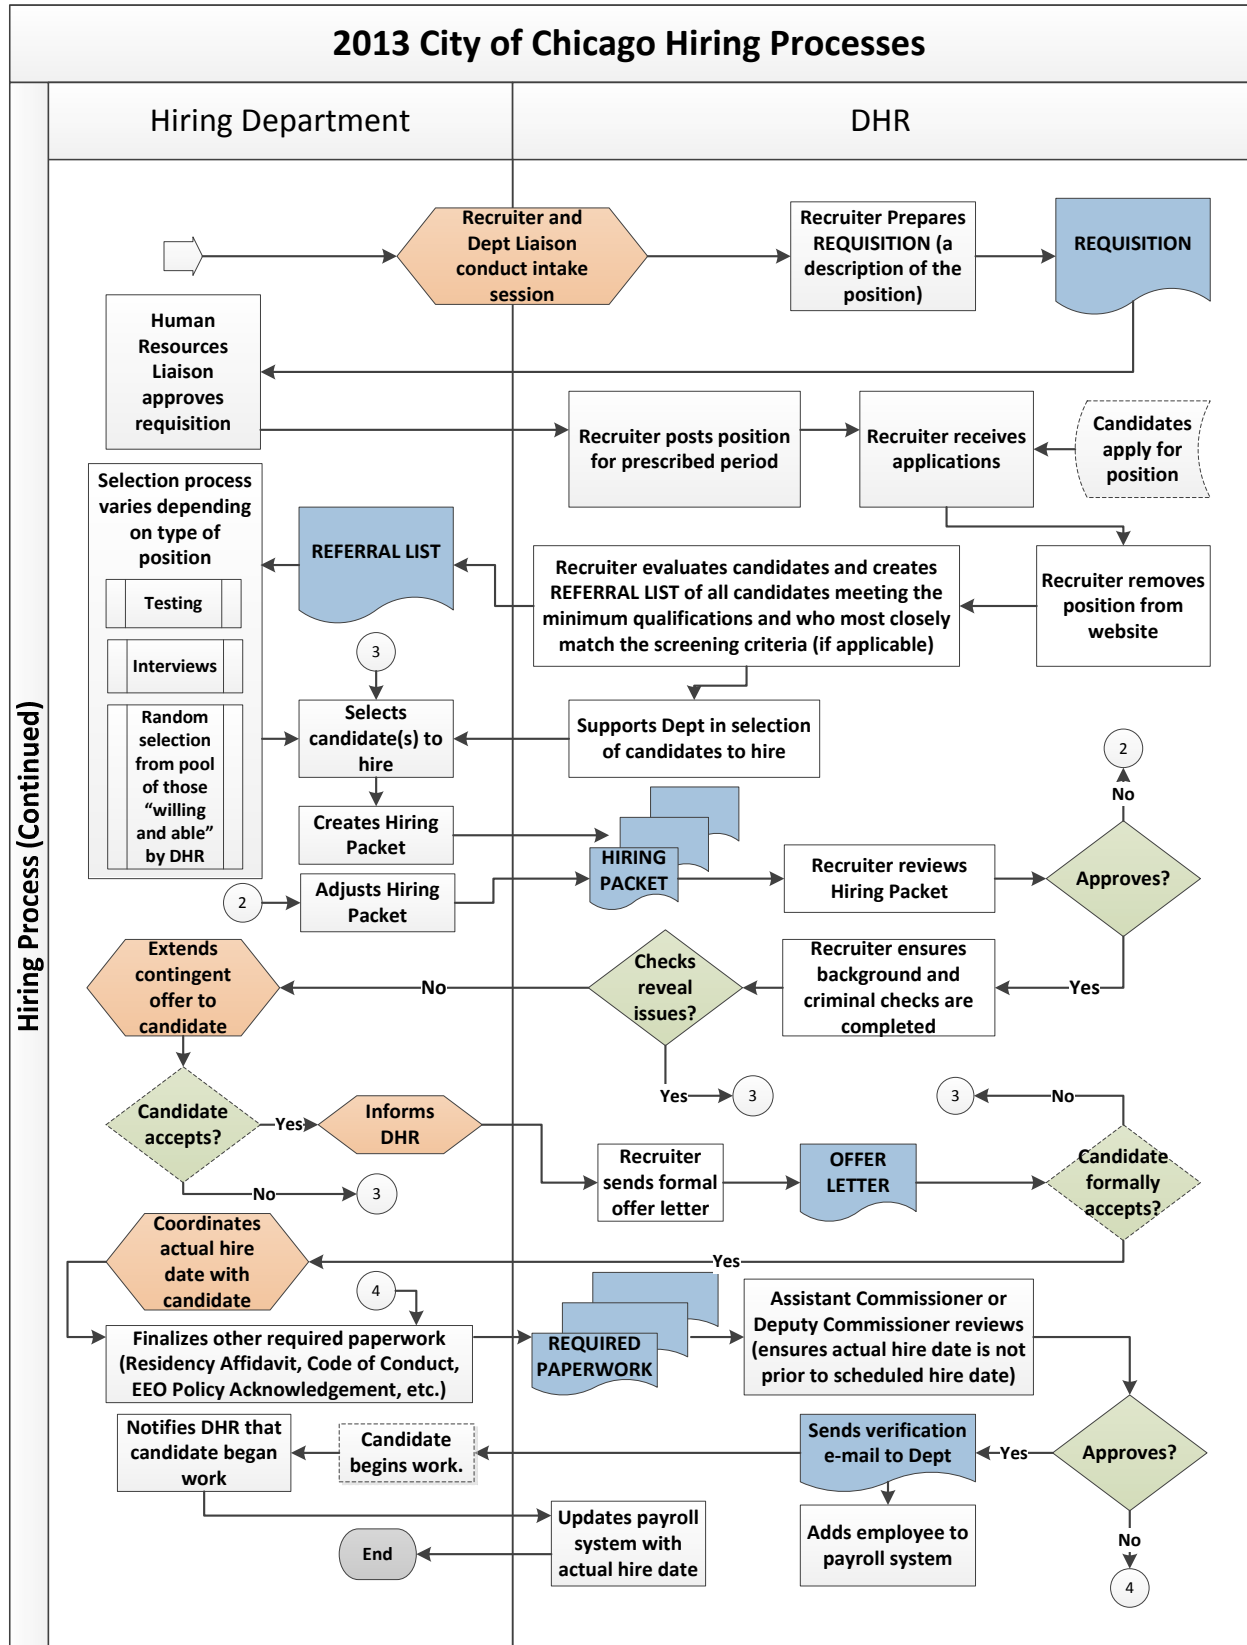 2013 City of Chicago Hiring Processes
Hiring Process (Continued)
Hiring Department
DHR
Recruiter and
Dept Liaison
conduct intake
session
Recruiter Prepares
REQUISITION (a
description of the
position)
REQUISITION
Human
Resources
Liaison
approves
requisition
Recruiter posts position
for prescribed period
Recruiter receives
applications
Candidates
apply for
position
Selection process
varies depending
on type of
position
Testing
Interviews
Random
selection
from pool
of those
“willing
and able”
by DHR
REFERRAL LIST
Recruiter evaluates candidates and creates
REFERRAL LIST of all candidates meeting the
minimum qualifications and who most closely
match the screening criteria (if applicable)
Recruiter removes
position from
website
3
Selects
candidate(s) to
hire
Supports Dept in selection
of candidates to hire
2
No
Creates Hiring
Packet
HIRING
PACKET
Recruiter reviews
Hiring Packet
Approves?
2
Adjusts Hiring
Packet
Extends
contingent
offer to
candidate
No
Checks
reveal
issues?
Recruiter ensures
background and
criminal checks are
completed
Yes
Yes
3
3
No
Candidate
accepts?
Yes
Informs
DHR
No
3
Recruiter
sends formal
offer letter
OFFER
LETTER
Candidate
formally
accepts?
Coordinates
actual hire
date with
candidate
Yes
4
Finalizes other required paperwork
(Residency Affidavit, Code of Conduct,
EEO Policy Acknowledgement, etc.)
REQUIRED
PAPERWORK
Assistant Commissioner or
Deputy Commissioner reviews
(ensures actual hire date is not
prior to scheduled hire date)
Notifies DHR that
candidate began
work
Candidate
begins work.
Sends verification
e-mail to Dept
Yes
Approves?
End
Updates payroll
system with
actual hire date
Adds employee to
payroll system
No
4